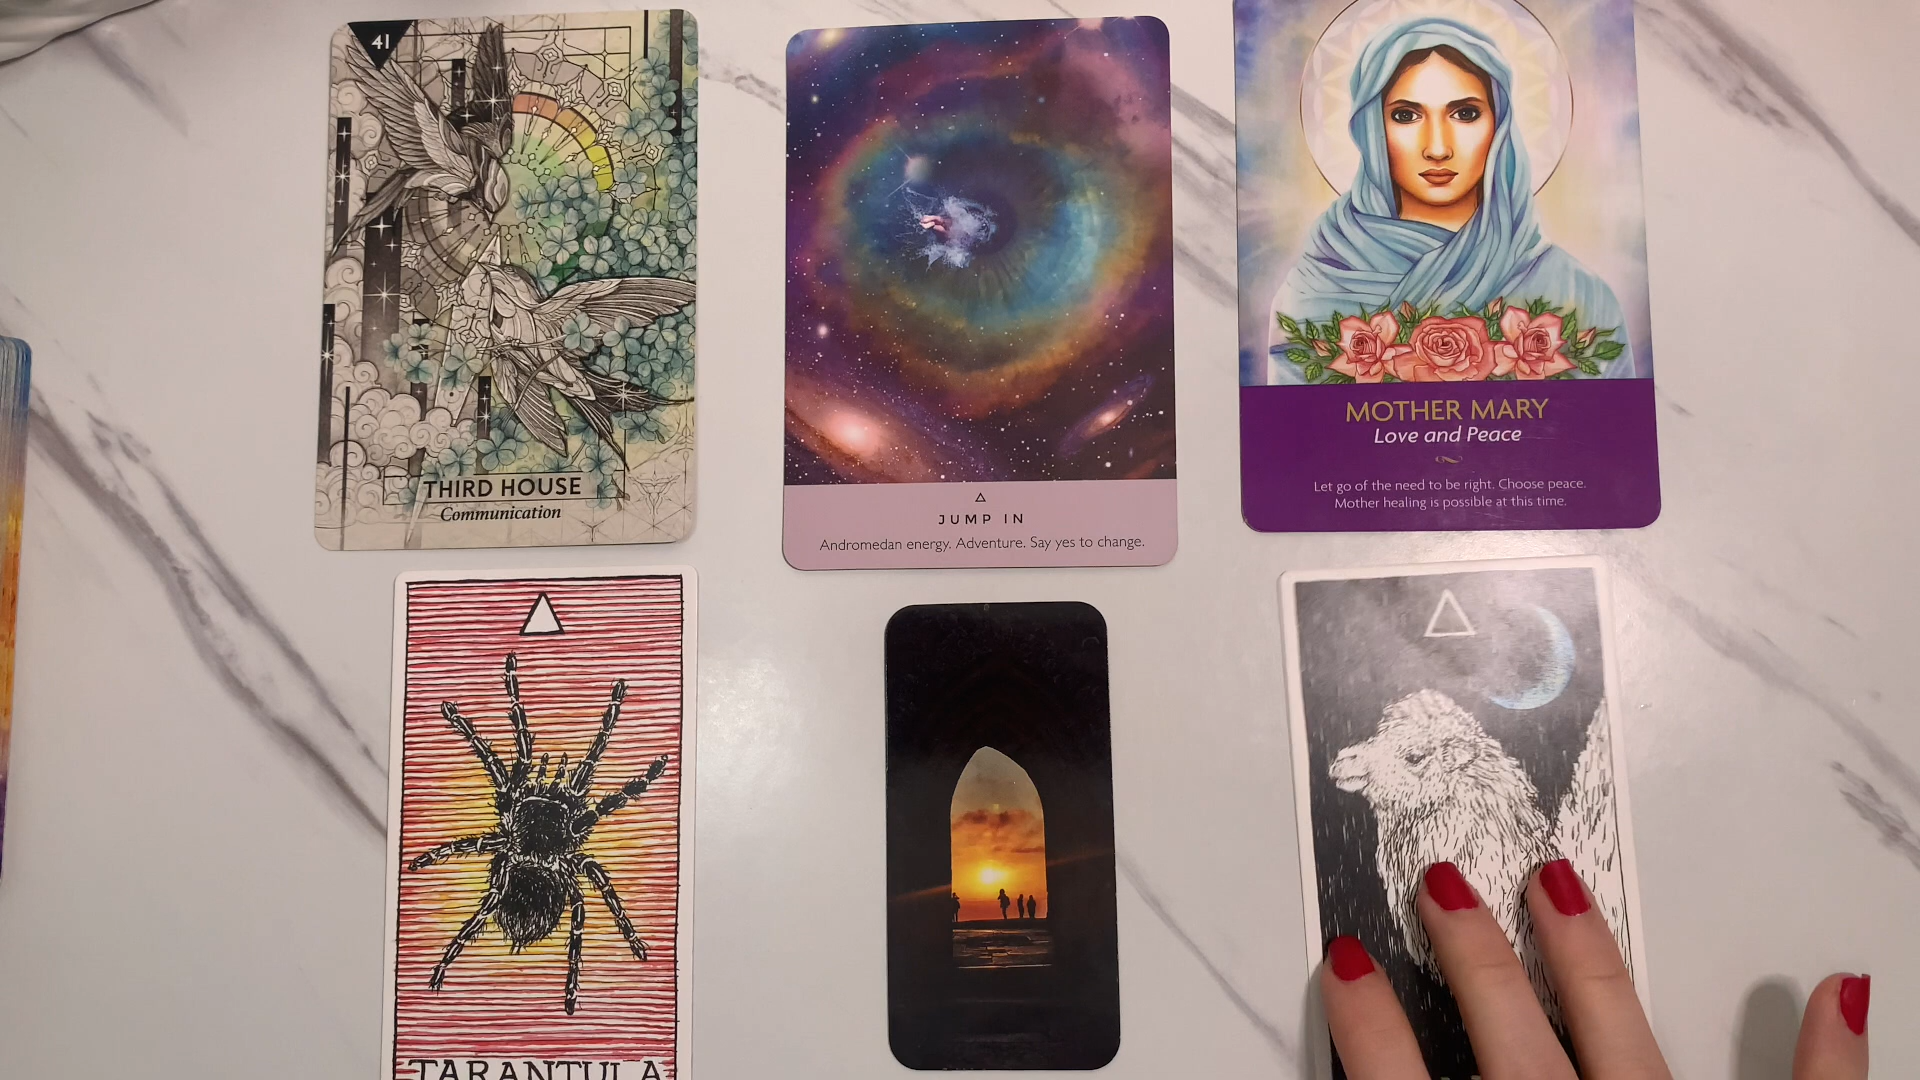 41
THIRD HOUSE
Communication
JUMP IN
Andromedan energy. Adventure. Say yes to change.
MOTHER MARY
Love and Peace
Let go of the need to be right. Choose peace.
Mother healing is possible at this time.
TARANTULA